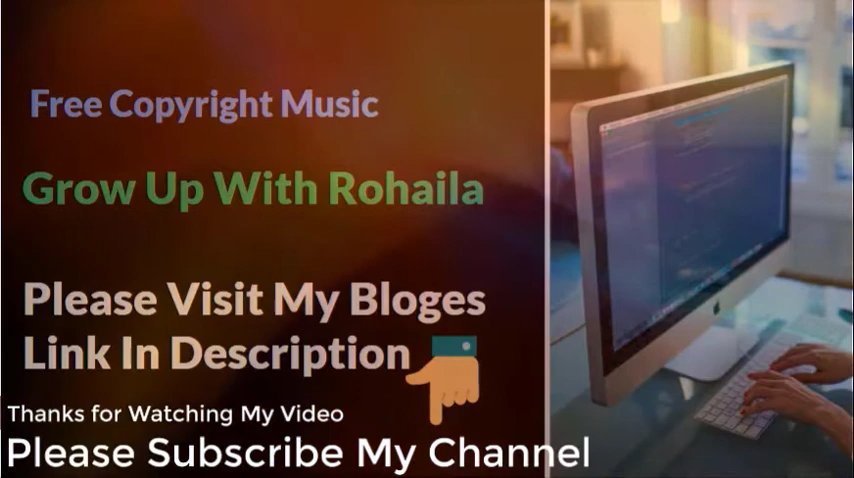 Free Copyright Music
Grow Up With Rohaila
Please Visit My Bloges
Link In Description
Thanks for Watching My Video
Please Subscribe My Channel